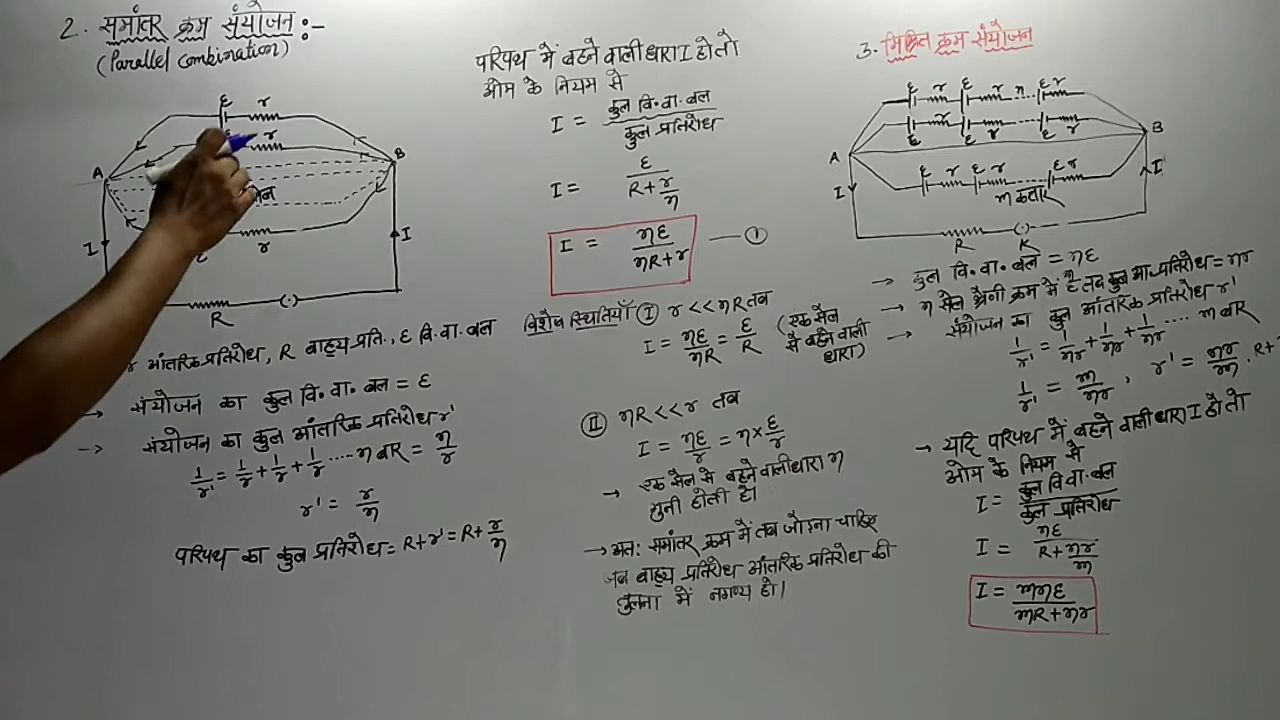 2. समांतर क्रम संयोजन :-
(Parallel combination)
ε r
r
A B
r
I I
R
r आंतरिक प्रतिरोध, R बाह्य प्रति., ε वि. वा. बल
→ संयोजन का कुल वि. वा. बल = ε
→ संयोजन का कुल आंतरिक प्रतिरोध r'
1/r' = 1/r + 1/r + 1/r .... n बार = n/r
r' = r/n
परिपथ का कुल प्रतिरोध = R+r' = R + r/n
परिपथ में बहने वाली धारा I हो तो
ओम के नियम से
I = कुल वि. वा. बल / कुल प्रतिरोध
I = ε / R + r/n
I = nε / nR + r —— ①
विशेष स्थितियाँ Ⓘ r << nR तब
I = nε/nR = ε/R (एक सैल से बहने वाली धारा)
Ⓘ Ⓘ nR << r तब
I = nε/r = n × ε/r
→ एक सैल से बहने वाली धारा n
गुनी होती है।
→ अतः समांतर क्रम में तब जोड़ना चाहिए
जब बाह्य प्रतिरोध आंतरिक प्रतिरोध की
तुलना में नगण्य हो।
3. मिश्रित क्रम संयोजन
ε r ε r n ε r
r
ε ε r ε r
A B
ε r ε r ε r
m कतार
I I
R K
→ कुल वि. वा. बल = nε
→ n सेल श्रेणी क्रम में है तब कुल आ. प्रतिरोध = nr
→ संयोजन का कुल आंतरिक प्रतिरोध r'
1/r' = 1/nr + 1/nr + 1/nr .... m बार
1/r' = m/nr , r' = nr/m . R+
→ यदि परिपथ में बहने वाली धारा I हो तो
ओम के नियम से
I = कुल वि. वा. बल / कुल प्रतिरोध
I = nε / R + nr/m
I = mnε / mR + nr